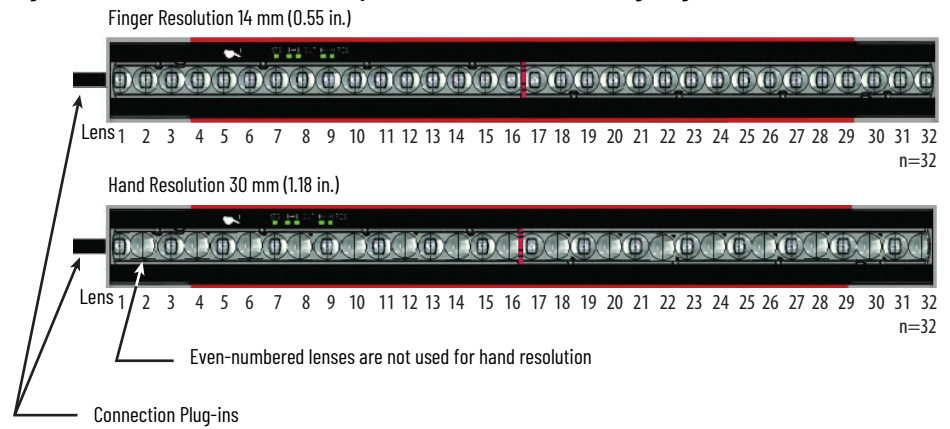 Finger Resolution 14 mm (0.55 in.)
Lens 1 2 3 4 5 6 7 8 9 10 11 12 13 14 15 16 17 18 19 20 21 22 23 24 25 26 27 28 29 30 31 32
n=32
Hand Resolution 30 mm (1.18 in.)
Lens 1 2 3 4 5 6 7 8 9 10 11 12 13 14 15 16 17 18 19 20 21 22 23 24 25 26 27 28 29 30 31 32
n=32
Even-numbered lenses are not used for hand resolution
Connection Plug-ins